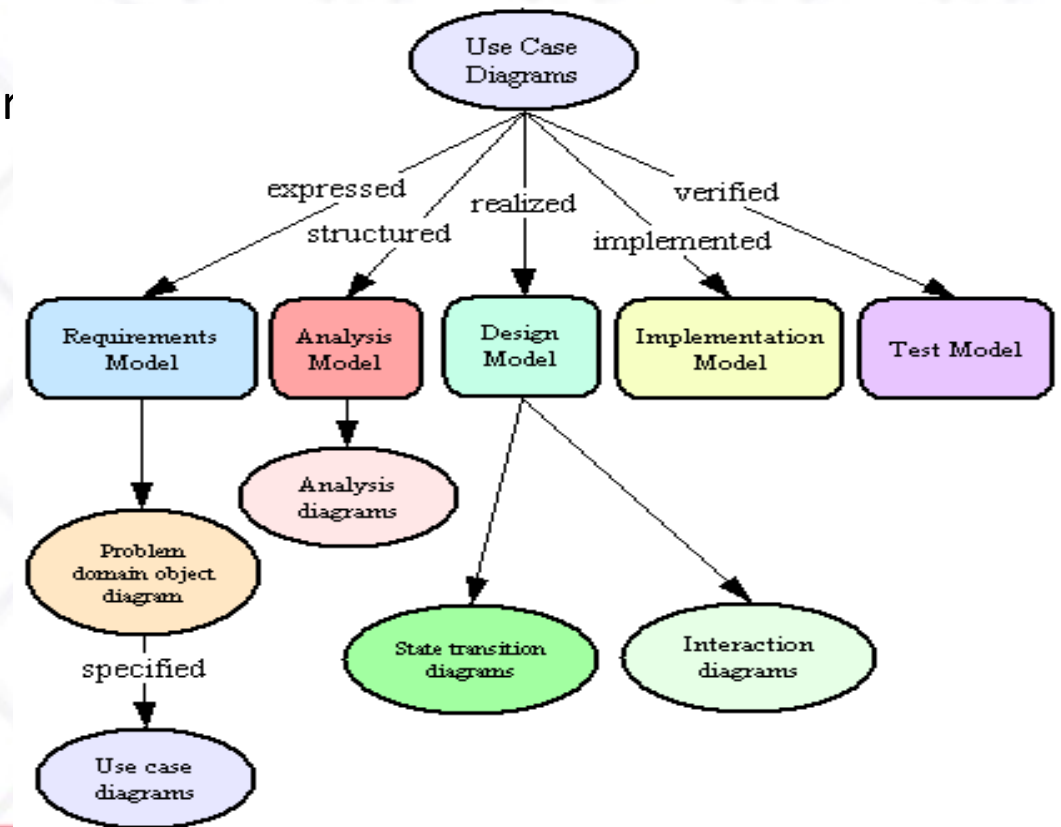 Use Case
Diagrams
expressed
structured
realized
implemented
verified
Requirements
Model
Analysis
Model
Design
Model
Implementation
Model
Test Model
Analysis
diagrams
Problem
domain object
diagram
specified
State transition
diagrams
Interaction
diagrams
Use case
diagrams